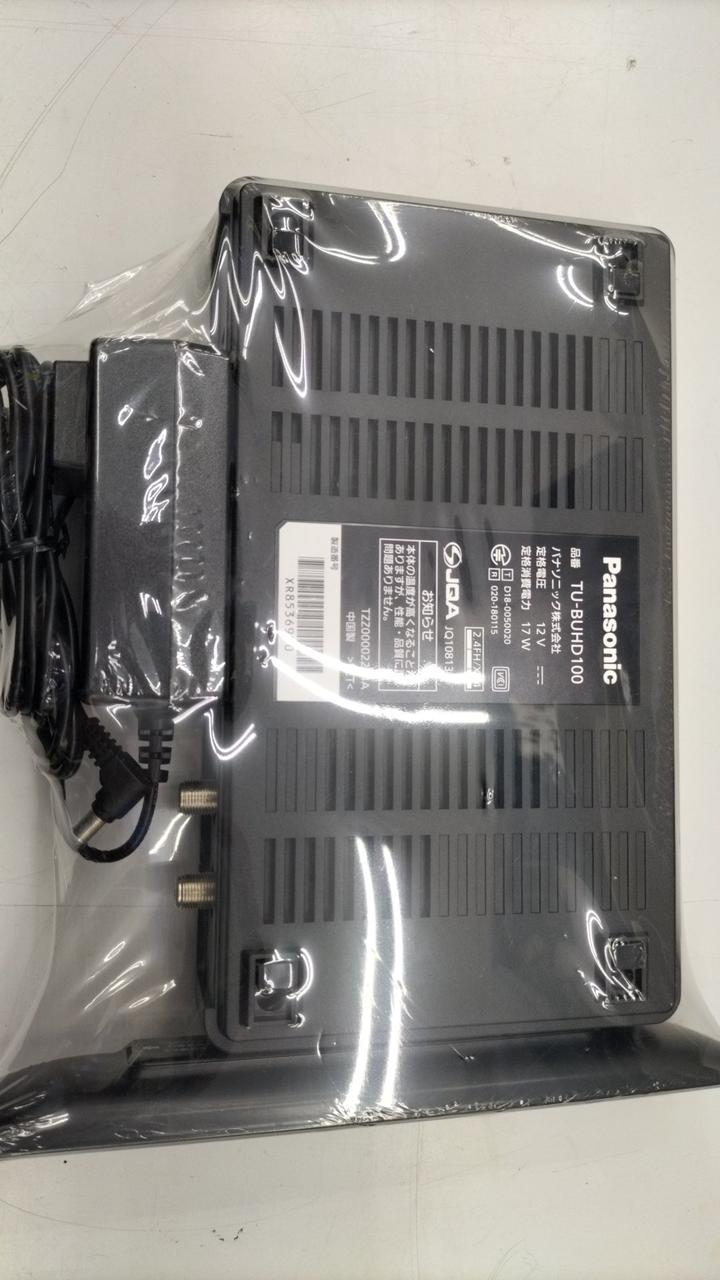 Panasonic
品番 TU-BUHD100
パナソニック株式会社
定格電圧 12 V
定格消費電力 17 W
T D18-0050020
R 020-180115
VCCI
JQA
2.4FH
お知らせ
本体の温度が高くなること
ありますが、性能・品質に
問題ありません。
中国製
製造番号